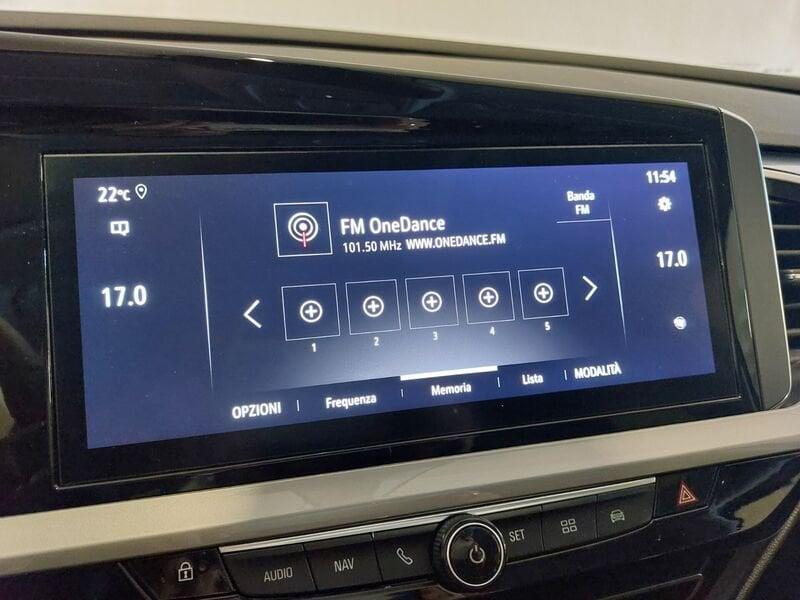 22°C
11:54
Banda
FM
FM OneDance
101.50 MHz WWW.ONEDANCE.FM
17.0
17.0
1 2 3 4 5
OPZIONI Frequenza Memoria Lista MODALITÀ
AUDIO NAV SET